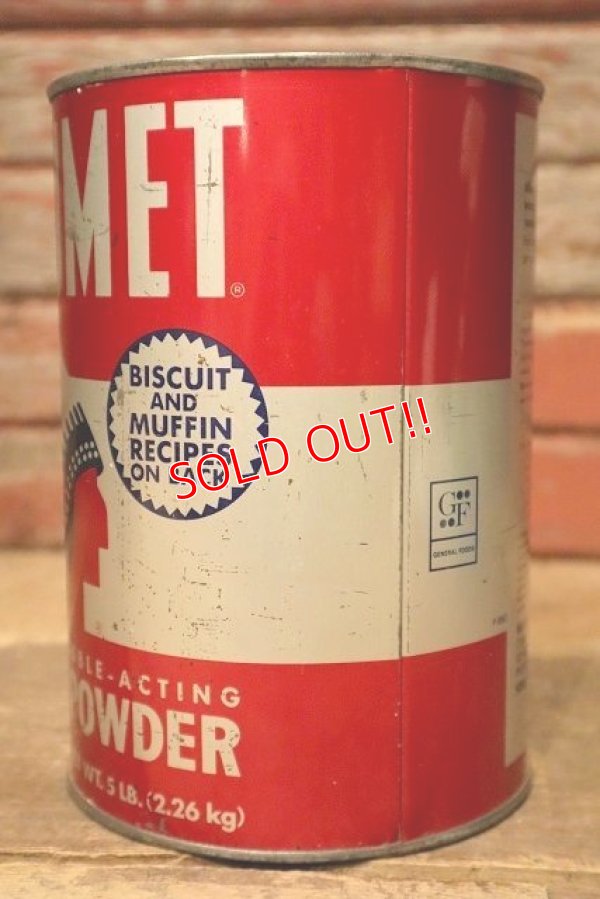 MET®
BISCUIT
AND
MUFFIN
RECIPES
ON BACK
SOLD OUT!!
GF
GENERAL FOODS
BLE-ACTING
OWDER
WT. 5 LB. (2.26 kg)